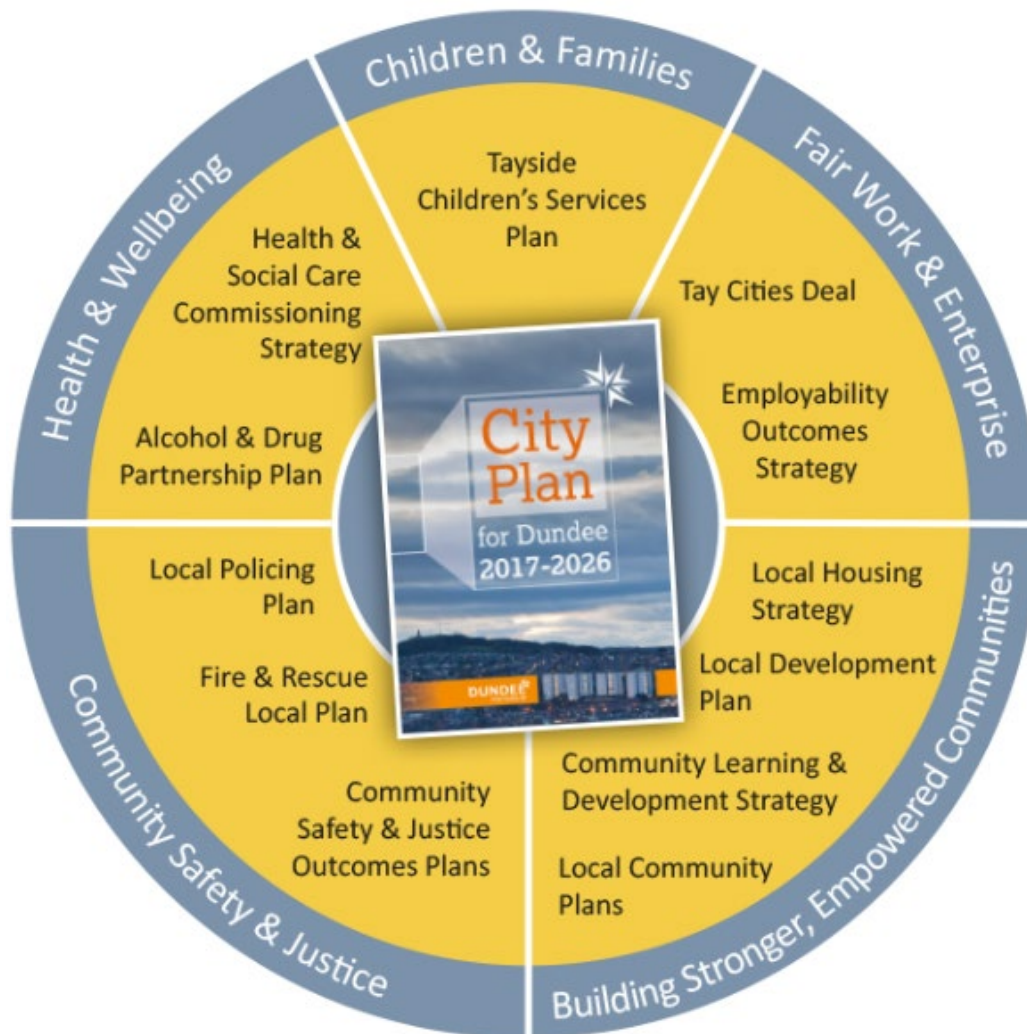 Children & Families
Tayside
Children's Services
Plan
Fair Work & Enterprise
Tay Cities Deal
Employability
Outcomes
Strategy
Building Stronger, Empowered Communities
Local Housing
Strategy
Local Development
Plan
Community Learning &
Development Strategy
Local Community
Plans
Community Safety & Justice
Local Policing
Plan
Fire & Rescue
Local Plan
Community
Safety & Justice
Outcomes Plans
Health & Wellbeing
Health &
Social Care
Commissioning
Strategy
Alcohol & Drug
Partnership Plan
City
Plan
for Dundee
2017-2026
DUNDEE